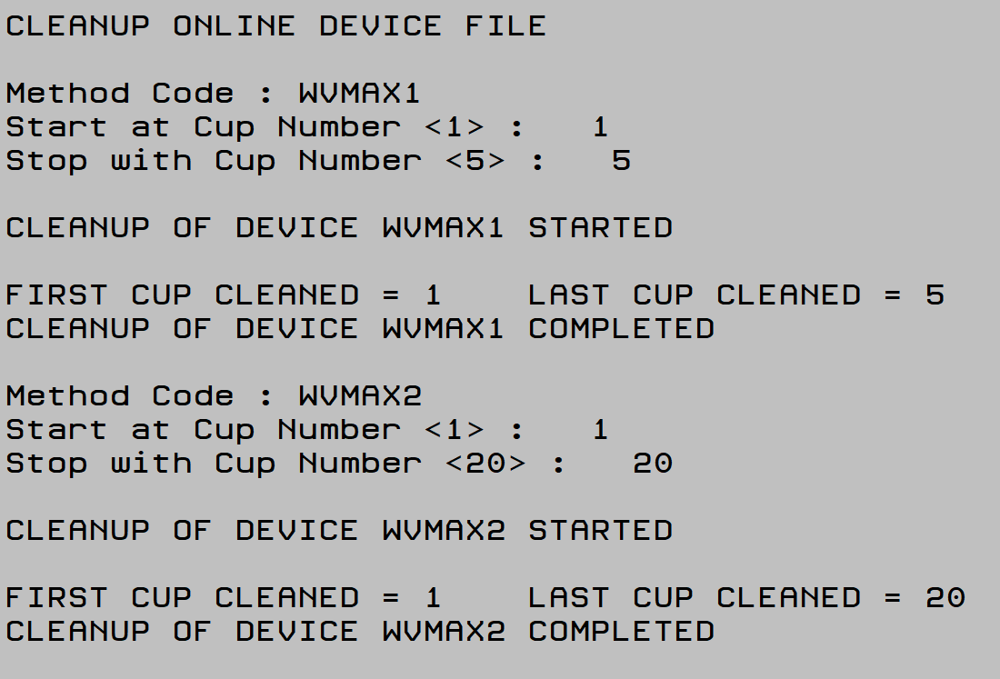 CLEANUP ONLINE DEVICE FILE
Method Code : WVMAX1
Start at Cup Number <1> :   1
Stop with Cup Number <5> :   5
CLEANUP OF DEVICE WVMAX1 STARTED
FIRST CUP CLEANED = 1    LAST CUP CLEANED = 5
CLEANUP OF DEVICE WVMAX1 COMPLETED
Method Code : WVMAX2
Start at Cup Number <1> :   1
Stop with Cup Number <20> :   20
CLEANUP OF DEVICE WVMAX2 STARTED
FIRST CUP CLEANED = 1    LAST CUP CLEANED = 20
CLEANUP OF DEVICE WVMAX2 COMPLETED